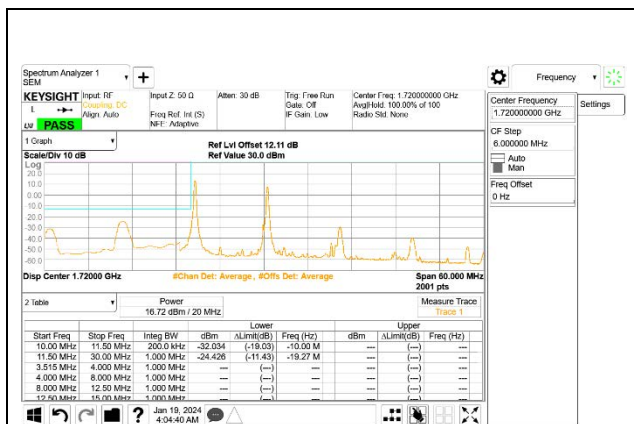 Spectrum Analyzer 1
SEM
Frequency
KEYSIGHT
L
LXI
PASS
Input: RF
Coupling: DC
Align: Auto
Input Z: 50 Ω
Freq Ref: Int (S)
NFE: Adaptive
Atten: 30 dB
Trig: Free Run
Gate: Off
IF Gain: Low
Center Freq: 1.720000000 GHz
Avg|Hold: 100.00% of 100
Radio Std: None
Center Frequency
1.720000000 GHz
Settings
CF Step
6.000000 MHz
Auto
Man
Freq Offset
0 Hz
1 Graph
Scale/Div 10 dB
Ref Lvl Offset 12.11 dB
Ref Value 30.0 dBm
Log
20.0
10.0
0.00
-10.0
-20.0
-30.0
-40.0
-50.0
-60.0
Disp Center 1.72000 GHz
#Chan Det: Average, #Offs Det: Average
Span 60.000 MHz
2001 pts
2 Table
Power
16.72 dBm / 20 MHz
Measure Trace
Trace 1
Lower Upper
Start Freq Stop Freq Integ BW dBm ΔLimit(dB) Freq (Hz) dBm ΔLimit(dB) Freq (Hz)
10.00 MHz 11.50 MHz 200.0 kHz -32.034 (-19.03) -10.00 M --- (---) ---
11.50 MHz 30.00 MHz 1.000 MHz -24.426 (-11.43) -19.27 M --- (---) ---
3.515 MHz 4.000 MHz 1.000 MHz --- (---) --- --- (---) ---
4.000 MHz 8.000 MHz 1.000 MHz --- (---) --- --- (---) ---
8.000 MHz 12.50 MHz 1.000 MHz --- (---) --- --- (---) ---
12.50 MHz 15.00 MHz 1.000 MHz --- (---) --- --- (---) ---
Jan 19, 2024
4:04:40 AM